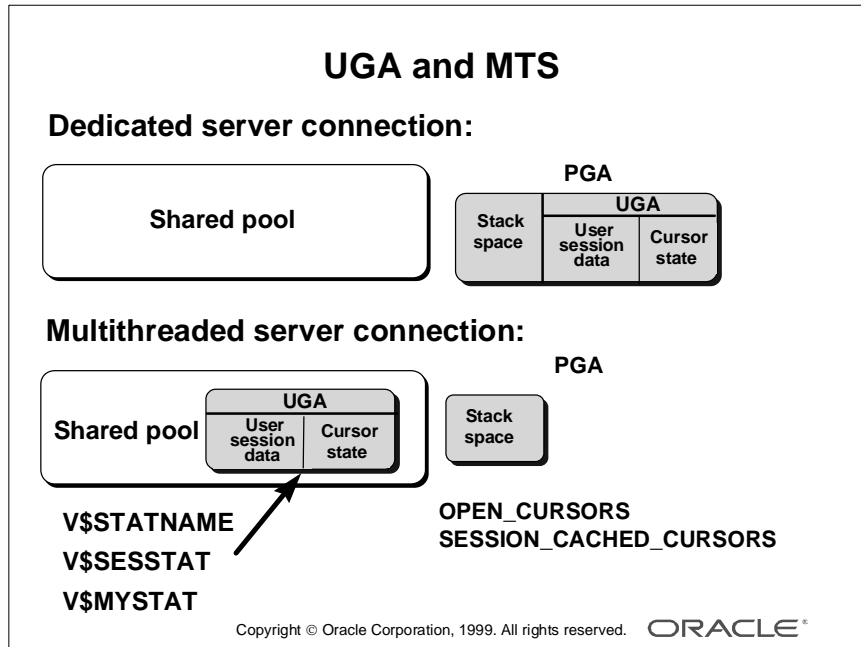 UGA and MTS
Dedicated server connection:
Shared pool
PGA
Stack
space
UGA
User
session
data
Cursor
state
Multithreaded server connection:
PGA
Shared pool
UGA
User
session
data
Cursor
state
Stack
space
V$STATNAME
V$SESSTAT
V$MYSTAT
OPEN_CURSORS
SESSION_CACHED_CURSORS
Copyright © Oracle Corporation, 1999. All rights reserved.
ORACLE®